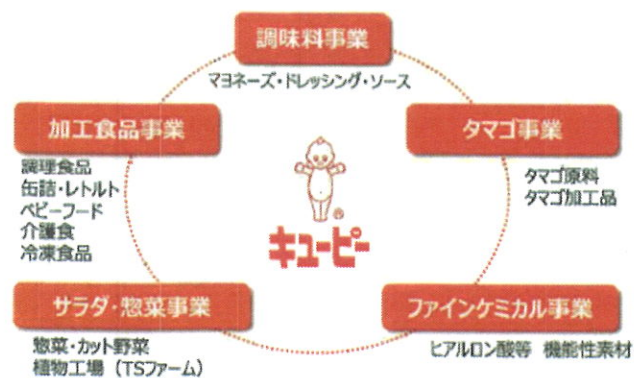 調味料事業
マヨネーズ・ドレッシング・ソース
加工食品事業
調理食品
缶詰・レトルト
ベビーフード
介護食
冷凍食品
タマゴ事業
タマゴ原料
タマゴ加工品
®
キューピー
サラダ・惣菜事業
惣菜・カット野菜
植物工場（TSファーム）
ファインケミカル事業
ヒアルロン酸等 機能性素材